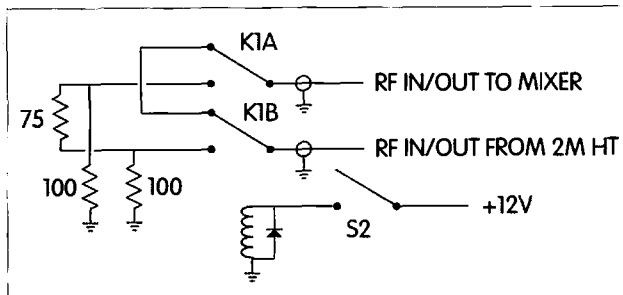 K1A
RF IN/OUT TO MIXER
75
K1B
RF IN/OUT FROM 2M HT
100
100
S2
+12V